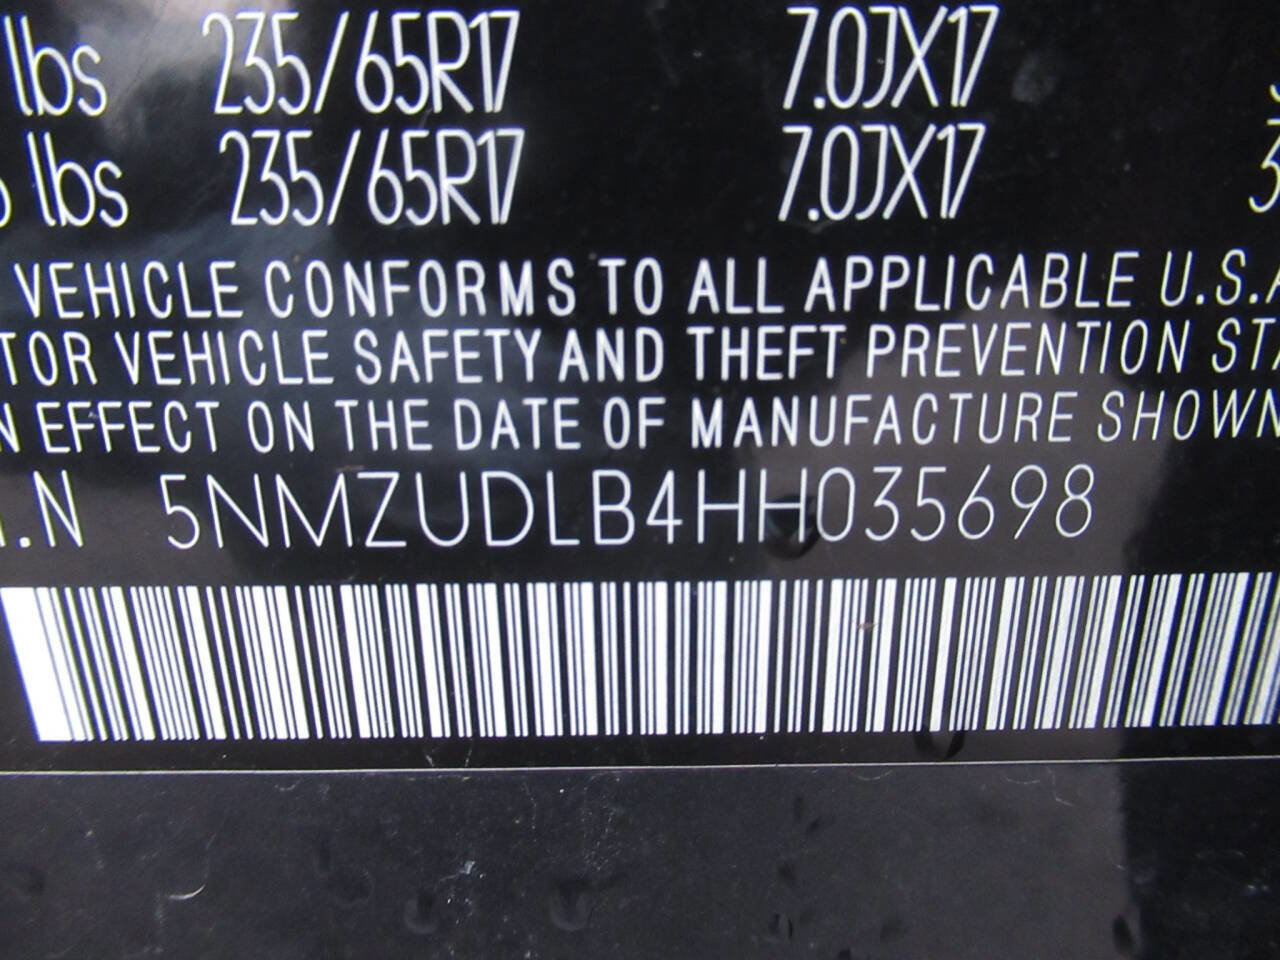 lbs 235/65R17 7.0JX17
lbs 235/65R17 7.0JX17
VEHICLE CONFORMS TO ALL APPLICABLE U.S.A
TOR VEHICLE SAFETY AND THEFT PREVENTION STA
N EFFECT ON THE DATE OF MANUFACTURE SHOWN
I.N 5NMZUDLB4HH035698